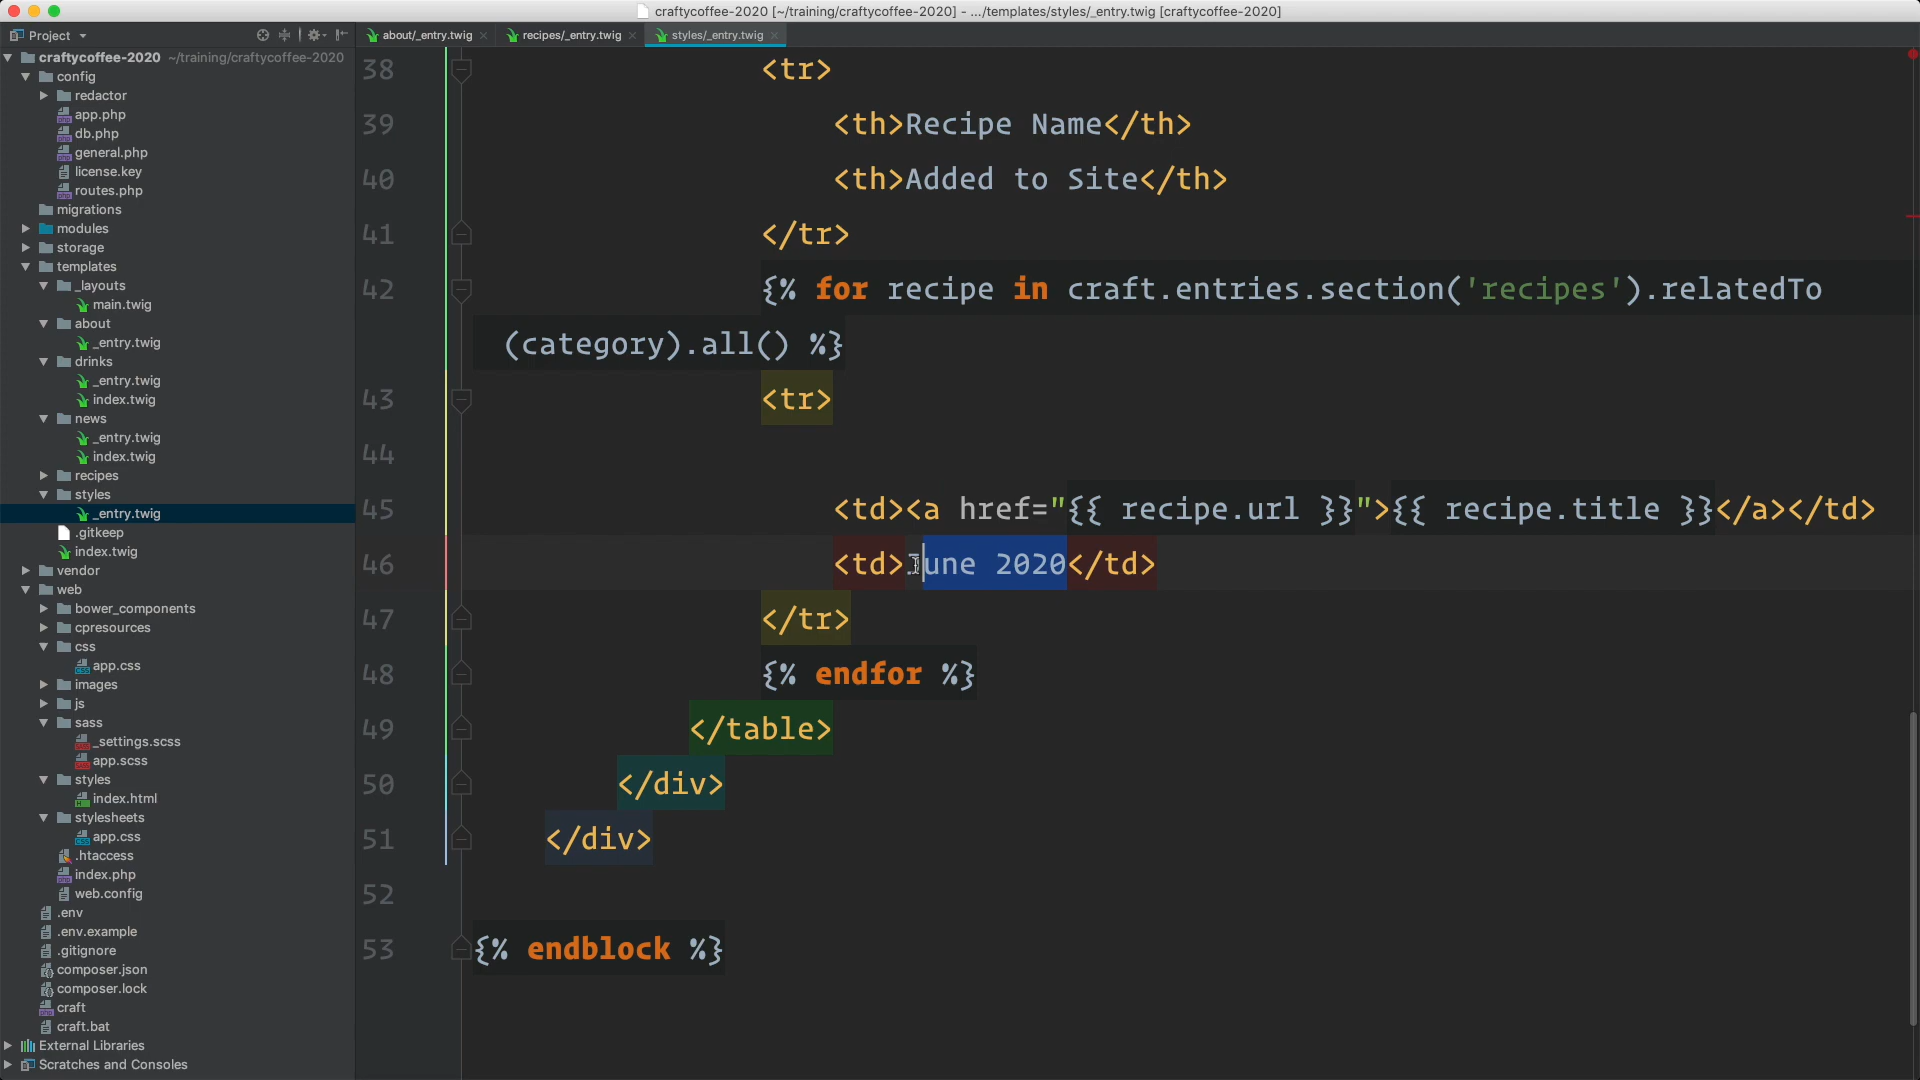 craftycoffee-2020 [~/training/craftycoffee-2020] - .../templates/styles/_entry.twig [craftycoffee-2020]
Project
about/_entry.twig
recipes/_entry.twig
styles/_entry.twig
craftycoffee-2020 ~/training/craftycoffee-2020
config
redactor
app.php
db.php
general.php
license.key
routes.php
migrations
modules
storage
templates
_layouts
main.twig
about
_entry.twig
drinks
_entry.twig
index.twig
news
_entry.twig
index.twig
recipes
styles
_entry.twig
.gitkeep
index.twig
vendor
web
bower_components
cpresources
css
app.css
images
js
sass
_settings.scss
app.scss
styles
index.html
stylesheets
app.css
.htaccess
index.php
web.config
.env
.env.example
.gitignore
composer.json
composer.lock
craft
craft.bat
External Libraries
Scratches and Consoles
38 <tr>
39 <th>Recipe Name</th>
40 <th>Added to Site</th>
41 </tr>
42 {% for recipe in craft.entries.section('recipes').relatedTo
(category).all() %}
43 <tr>
44
45 <td><a href="{{ recipe.url }}">{{ recipe.title }}</a></td>
46 <td>June 2020</td>
47 </tr>
48 {% endfor %}
49 </table>
50 </div>
51 </div>
52
53 {% endblock %}